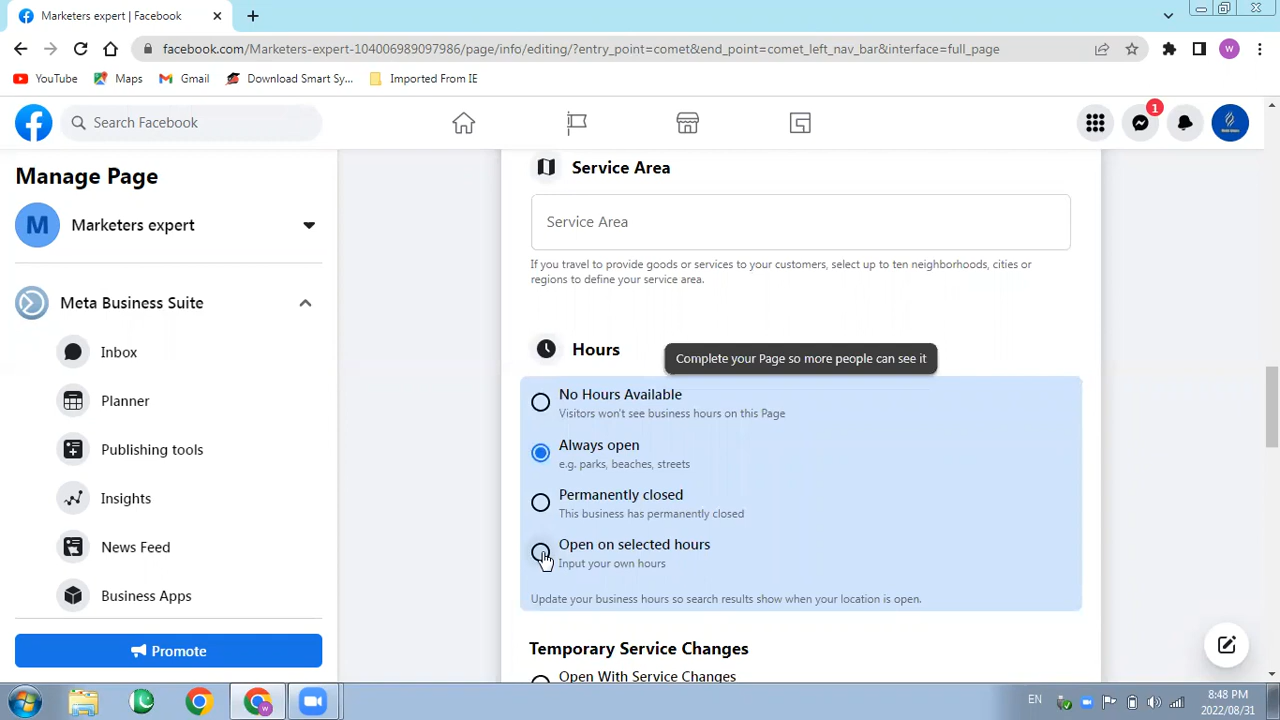 Marketers expert | Facebook
facebook.com/Marketers-expert-104006989097986/page/info/editing/?entry_point=comet&end_point=comet_left_nav_bar&interface=full_page
W
YouTube
Maps
Gmail
Download Smart Sy...
Imported From IE
Search Facebook
1
Manage Page
M
Marketers expert
Meta Business Suite
Inbox
Planner
Publishing tools
Insights
News Feed
Business Apps
Promote
Service Area
Service Area
If you travel to provide goods or services to your customers, select up to ten neighborhoods, cities or
regions to define your service area.
Hours
Complete your Page so more people can see it
No Hours Available
Visitors won't see business hours on this Page
Always open
e.g. parks, beaches, streets
Permanently closed
This business has permanently closed
Open on selected hours
Input your own hours
Update your business hours so search results show when your location is open.
Temporary Service Changes
Open With Service Changes
EN
8:48 PM
2022/08/31